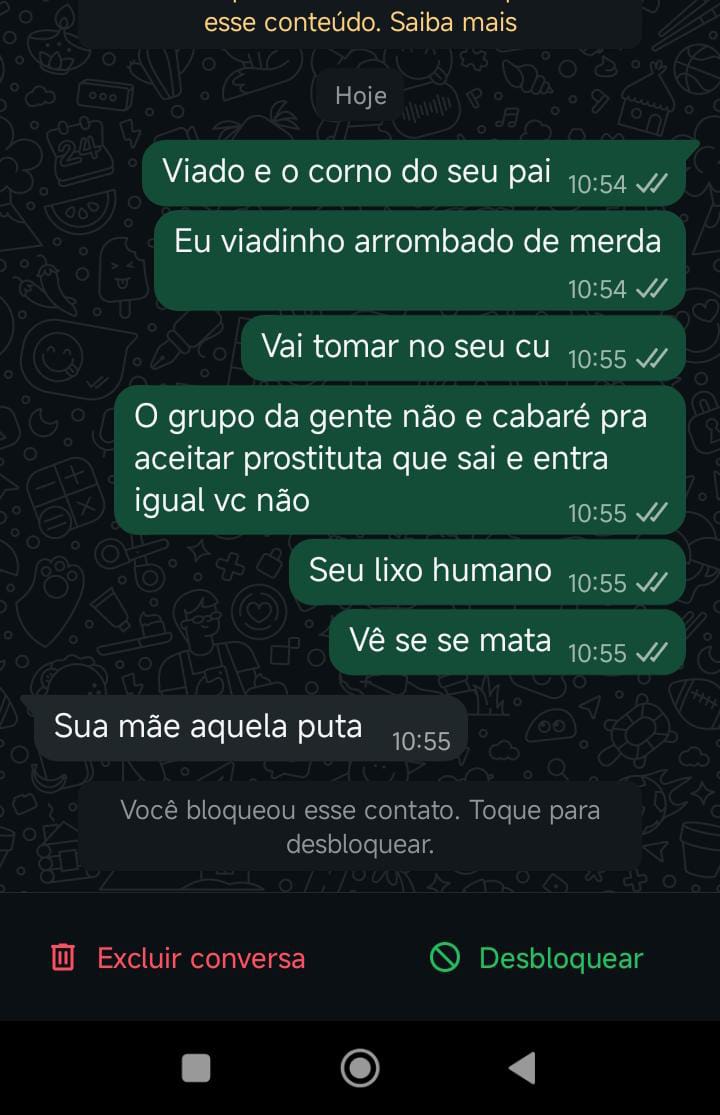 esse conteúdo. Saiba mais
Hoje
Viado e o corno do seu pai 10:54
Eu viadinho arrombado de merda
10:54
Vai tomar no seu cu 10:55
O grupo da gente não e cabaré pra
aceitar prostituta que sai e entra
igual vc não 10:55
Seu lixo humano 10:55
Vê se se mata 10:55
Sua mãe aquela puta 10:55
Você bloqueou esse contato. Toque para
desbloquear.
Excluir conversa Desbloquear